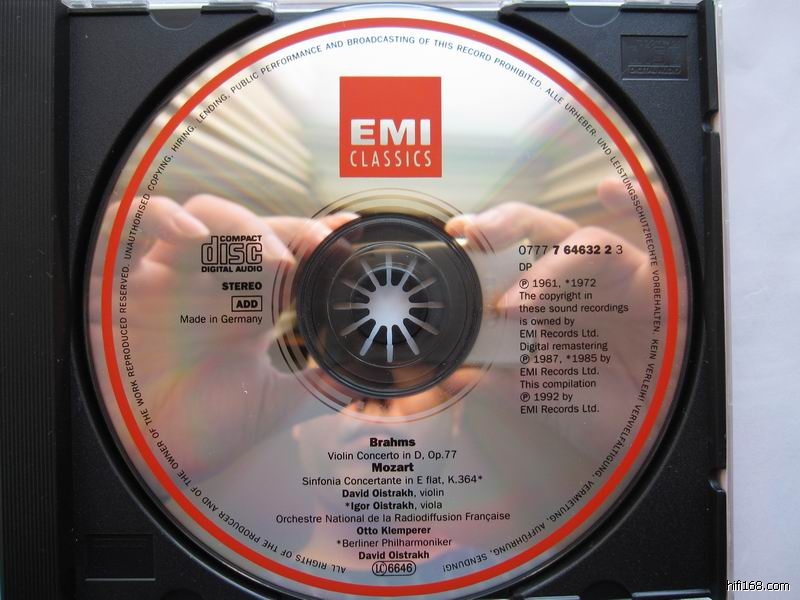 ALL RIGHTS OF THE PRODUCER AND OF THE OWNER OF THE WORK REPRODUCED RESERVED. UNAUTHORISED COPYING, HIRING, LENDING, PUBLIC PERFORMANCE AND BROADCASTING OF THIS RECORD PROHIBITED. ALLE URHEBER- UND LEISTUNGSSCHUTZRECHTE VORBEHALTEN. KEIN VERLEIH! VERVIELFÄLTIGUNG, VERMIETUNG, AUFFÜHRUNG, SENDUNG!
EMI
CLASSICS
COMPACT
disc
DIGITAL AUDIO
STEREO
ADD
Made in Germany
0777 7 64632 2 3
DP
℗ 1961, *1972
The copyright in
these sound recordings
is owned by
EMI Records Ltd.
Digital remastering
℗ 1987, *1985 by
EMI Records Ltd.
This compilation
℗ 1992 by
EMI Records Ltd.
Brahms
Violin Concerto in D, Op.77
Mozart
Sinfonia Concertante in E flat, K.364*
David Oistrakh, violin
*Igor Oistrakh, viola
Orchestre National de la Radiodiffusion Française
Otto Klemperer
*Berliner Philharmoniker
David Oistrakh
LC 6646
hifi168.com